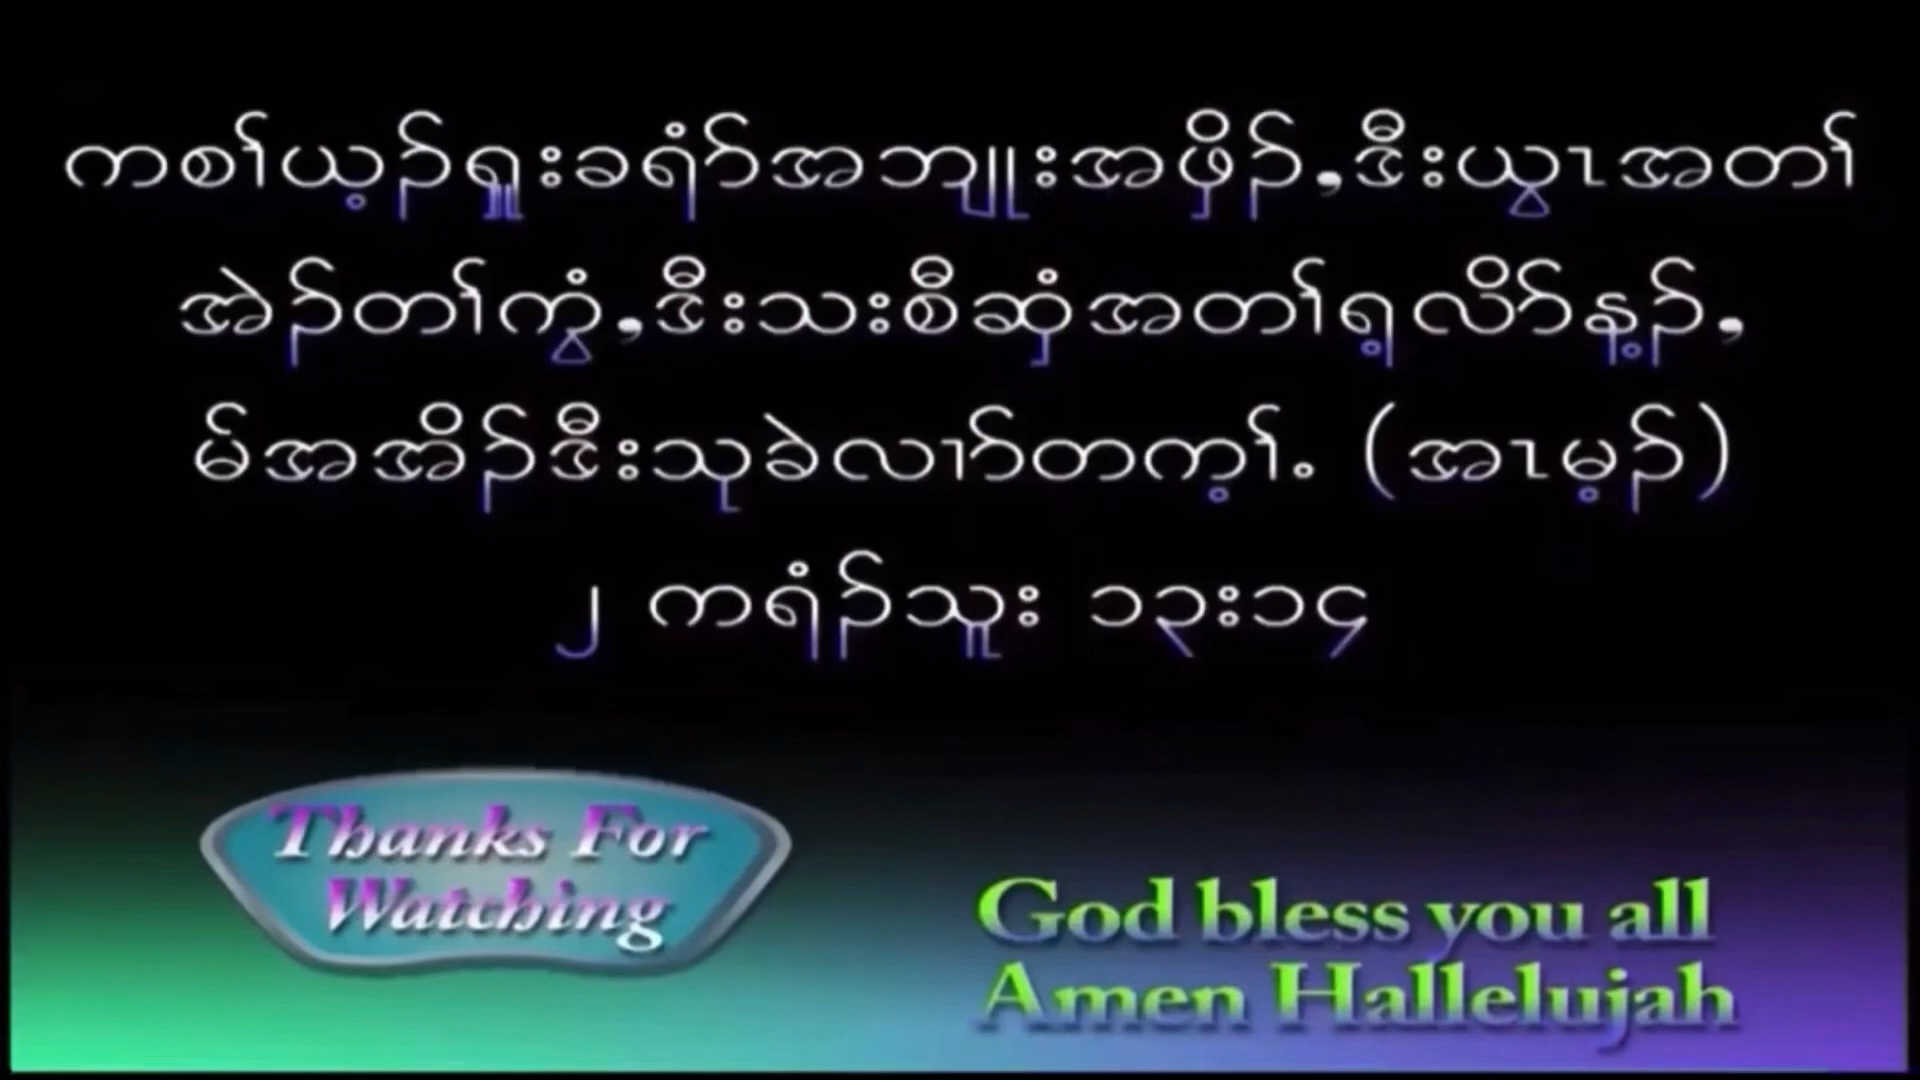 ကစၢ်ယ့ၣ်ရှူးခရံာ်အဘျုးအဖှိၣ်,ဒီးယွၤအတၢ်
အဲၣ်တၢ်ကွံ,ဒီးသးစီဆှံအတၢ်ရ့လိာ်န့ၣ်,
မ်အအိၣ်ဒီးသုခဲလၢာ်တက့ၢ်. (အၤမ့ၣ်)
၂ ကရံၣ်သူး ၁၃း၁၄
Thanks For
Watching
God bless you all
Amen Hallelujah